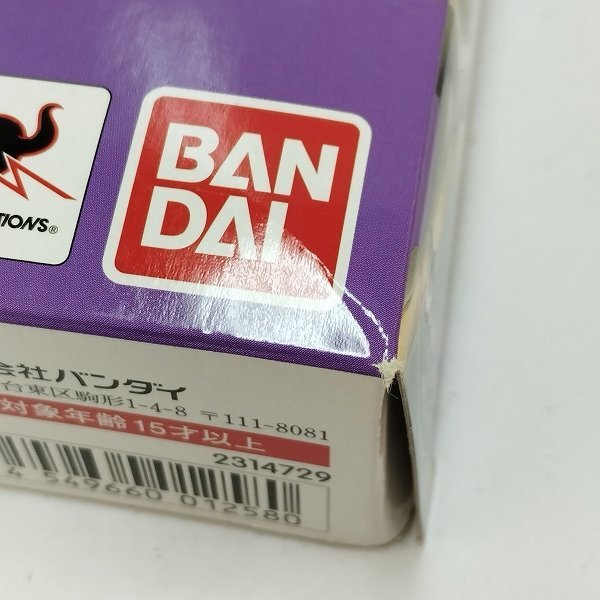 BAN
DAI
TIONS®
会社バンダイ
台東区駒形1-4-8 〒111-8081
対象年齢15才以上
2314729
4 549660 012580